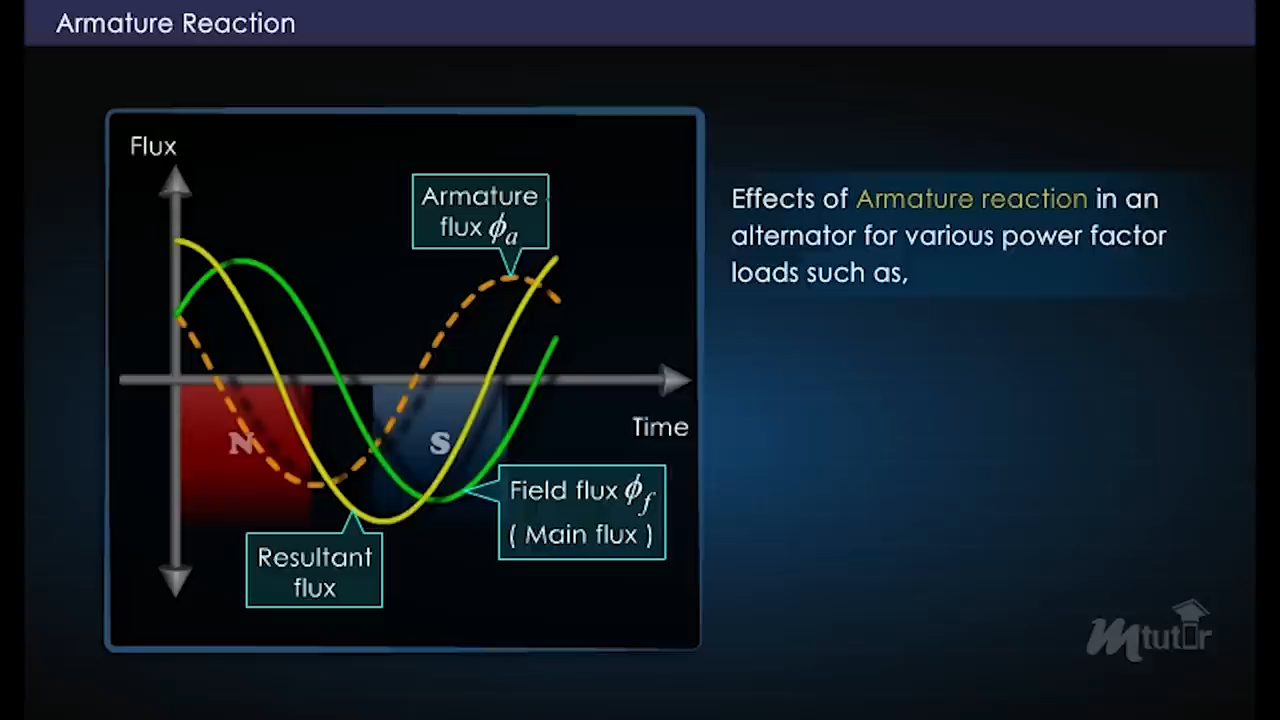 Armature Reaction
Flux
Armature
flux ϕa
Effects of Armature reaction in an
alternator for various power factor
loads such as,
Time
N
S
Field flux ϕf
( Main flux )
Resultant
flux
mtutor